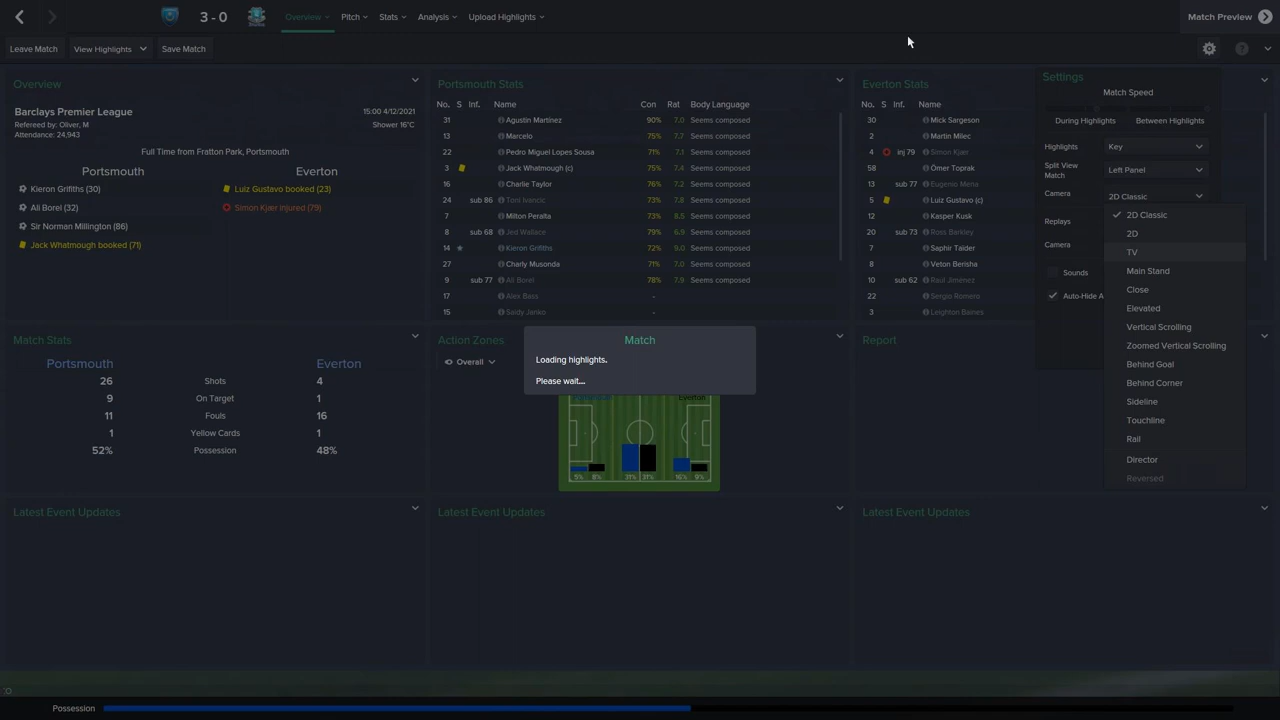 3 - 0
Overview
Pitch
Stats
Analysis
Upload Highlights
Match Preview
Leave Match
View Highlights
Save Match
Overview
Barclays Premier League
15:00 4/12/2021
Refereed by: Oliver, M
Shower 16°C
Attendance: 24,943
Full Time from Fratton Park, Portsmouth
Portsmouth
Everton
Kieron Grifiths (30)
Luiz Gustavo booked (23)
Ali Borel (32)
Simon Kjær injured (79)
Sir Norman Millington (86)
Jack Whatmough booked (71)
Portsmouth Stats
No. S Inf. Name Con Rat Body Language
31 Agustín Martínez 90% 7.0 Seems composed
13 Marcelo 75% 7.7 Seems composed
22 Pedro Miguel Lopes Sousa 71% 7.1 Seems composed
3 Jack Whatmough (c) 75% 7.4 Seems composed
16 Charlie Taylor 76% 7.2 Seems composed
24 sub 86 Toni Ivancic 73% 7.8 Seems composed
7 Milton Peralta 73% 8.5 Seems composed
8 sub 68 Jed Wallace 79% 6.9 Seems composed
14 Kieron Grifiths 72% 9.0 Seems composed
27 Charly Musonda 71% 7.0 Seems composed
9 sub 77 Ali Borel 78% 7.9 Seems composed
17 Alex Bass -
15 Saidy Janko -
Everton Stats
No. S Inf. Name
30 Mick Sargeson
2 Martin Milec
4 inj 79 Simon Kjær
58 Ömer Toprak
13 sub 77 Eugenio Mena
5 Luiz Gustavo (c)
12 Kasper Kusk
20 sub 73 Ross Barkley
7 Saphir Taïder
8 Veton Berisha
10 sub 62 Raúl Jiménez
22 Sergio Romero
3 Leighton Baines
Settings
Match Speed
During Highlights
Between Highlights
Highlights
Key
Split View Match
Left Panel
Camera
2D Classic
Replays
Camera
Sounds
Auto-Hide A
2D Classic
2D
TV
Main Stand
Close
Elevated
Vertical Scrolling
Zoomed Vertical Scrolling
Behind Goal
Behind Corner
Sideline
Touchline
Rail
Director
Reversed
Match Stats
Portsmouth
Everton
26 Shots 4
9 On Target 1
11 Fouls 16
1 Yellow Cards 1
52% Possession 48%
Action Zones
Overall
Everton
5% 8% 31% 31% 16% 9%
Report
Match
Loading highlights.
Please wait...
Latest Event Updates
Latest Event Updates
Latest Event Updates
Possession